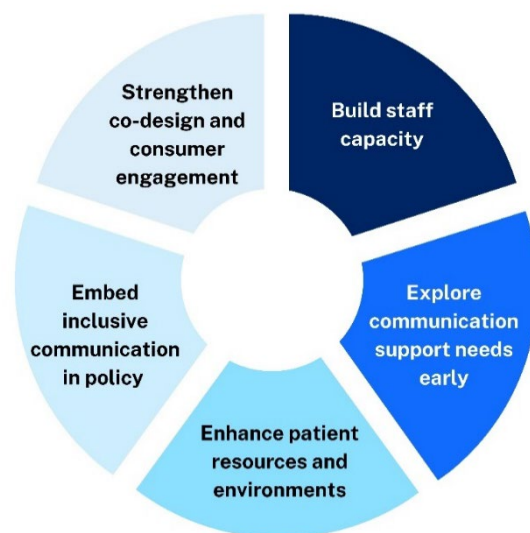 Build staff
capacity
Explore
communication
support needs
early
Enhance patient
resources and
environments
Embed
inclusive
communication
in policy
Strengthen
co-design and
consumer
engagement